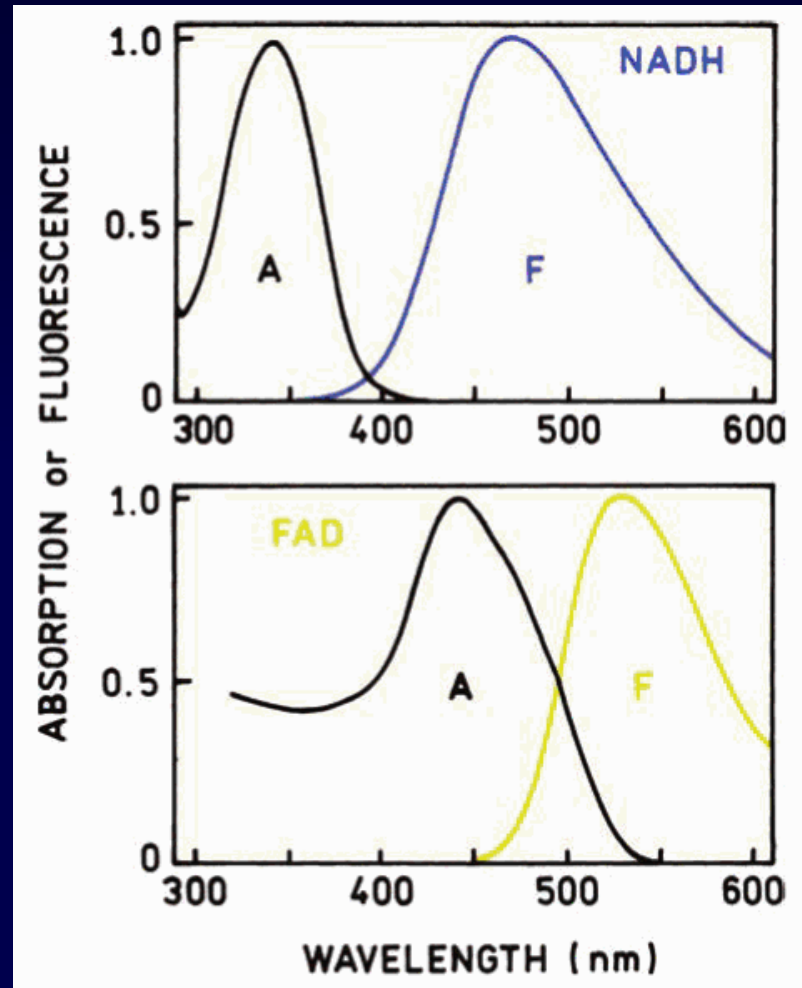 ABSORPTION or FLUORESCENCE
1.0
NADH
0.5
A
F
0
300 400 500 600
1.0
FAD
0.5
A
F
0
300 400 500 600
WAVELENGTH (nm)